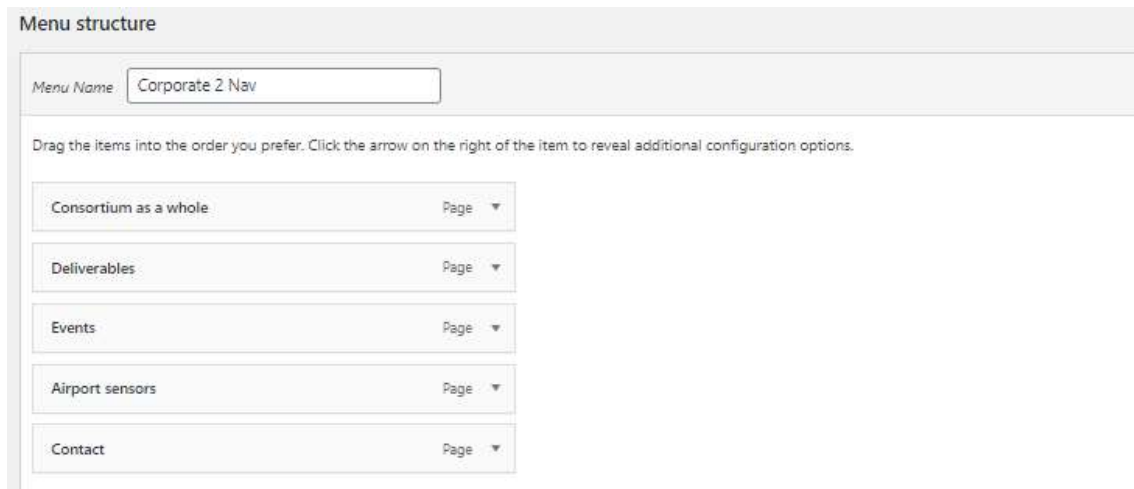 Menu structure
Menu Name Corporate 2 Nav
Drag the items into the order you prefer. Click the arrow on the right of the item to reveal additional configuration options.
Consortium as a whole Page
Deliverables Page
Events Page
Airport sensors Page
Contact Page